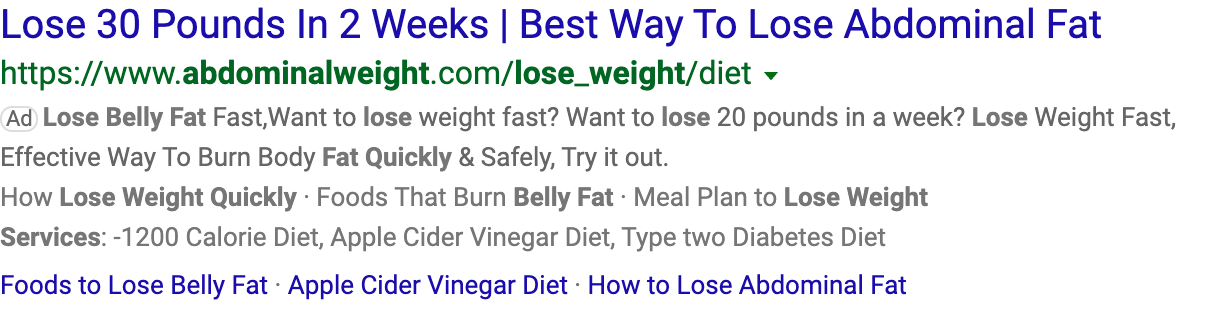 Lose 30 Pounds In 2 Weeks | Best Way To Lose Abdominal Fat
https://www.abdominalweight.com/lose_weight/diet
Ad Lose Belly Fat Fast,Want to lose weight fast? Want to lose 20 pounds in a week? Lose Weight Fast,
Effective Way To Burn Body Fat Quickly & Safely, Try it out.
How Lose Weight Quickly · Foods That Burn Belly Fat · Meal Plan to Lose Weight
Services: -1200 Calorie Diet, Apple Cider Vinegar Diet, Type two Diabetes Diet
Foods to Lose Belly Fat · Apple Cider Vinegar Diet · How to Lose Abdominal Fat